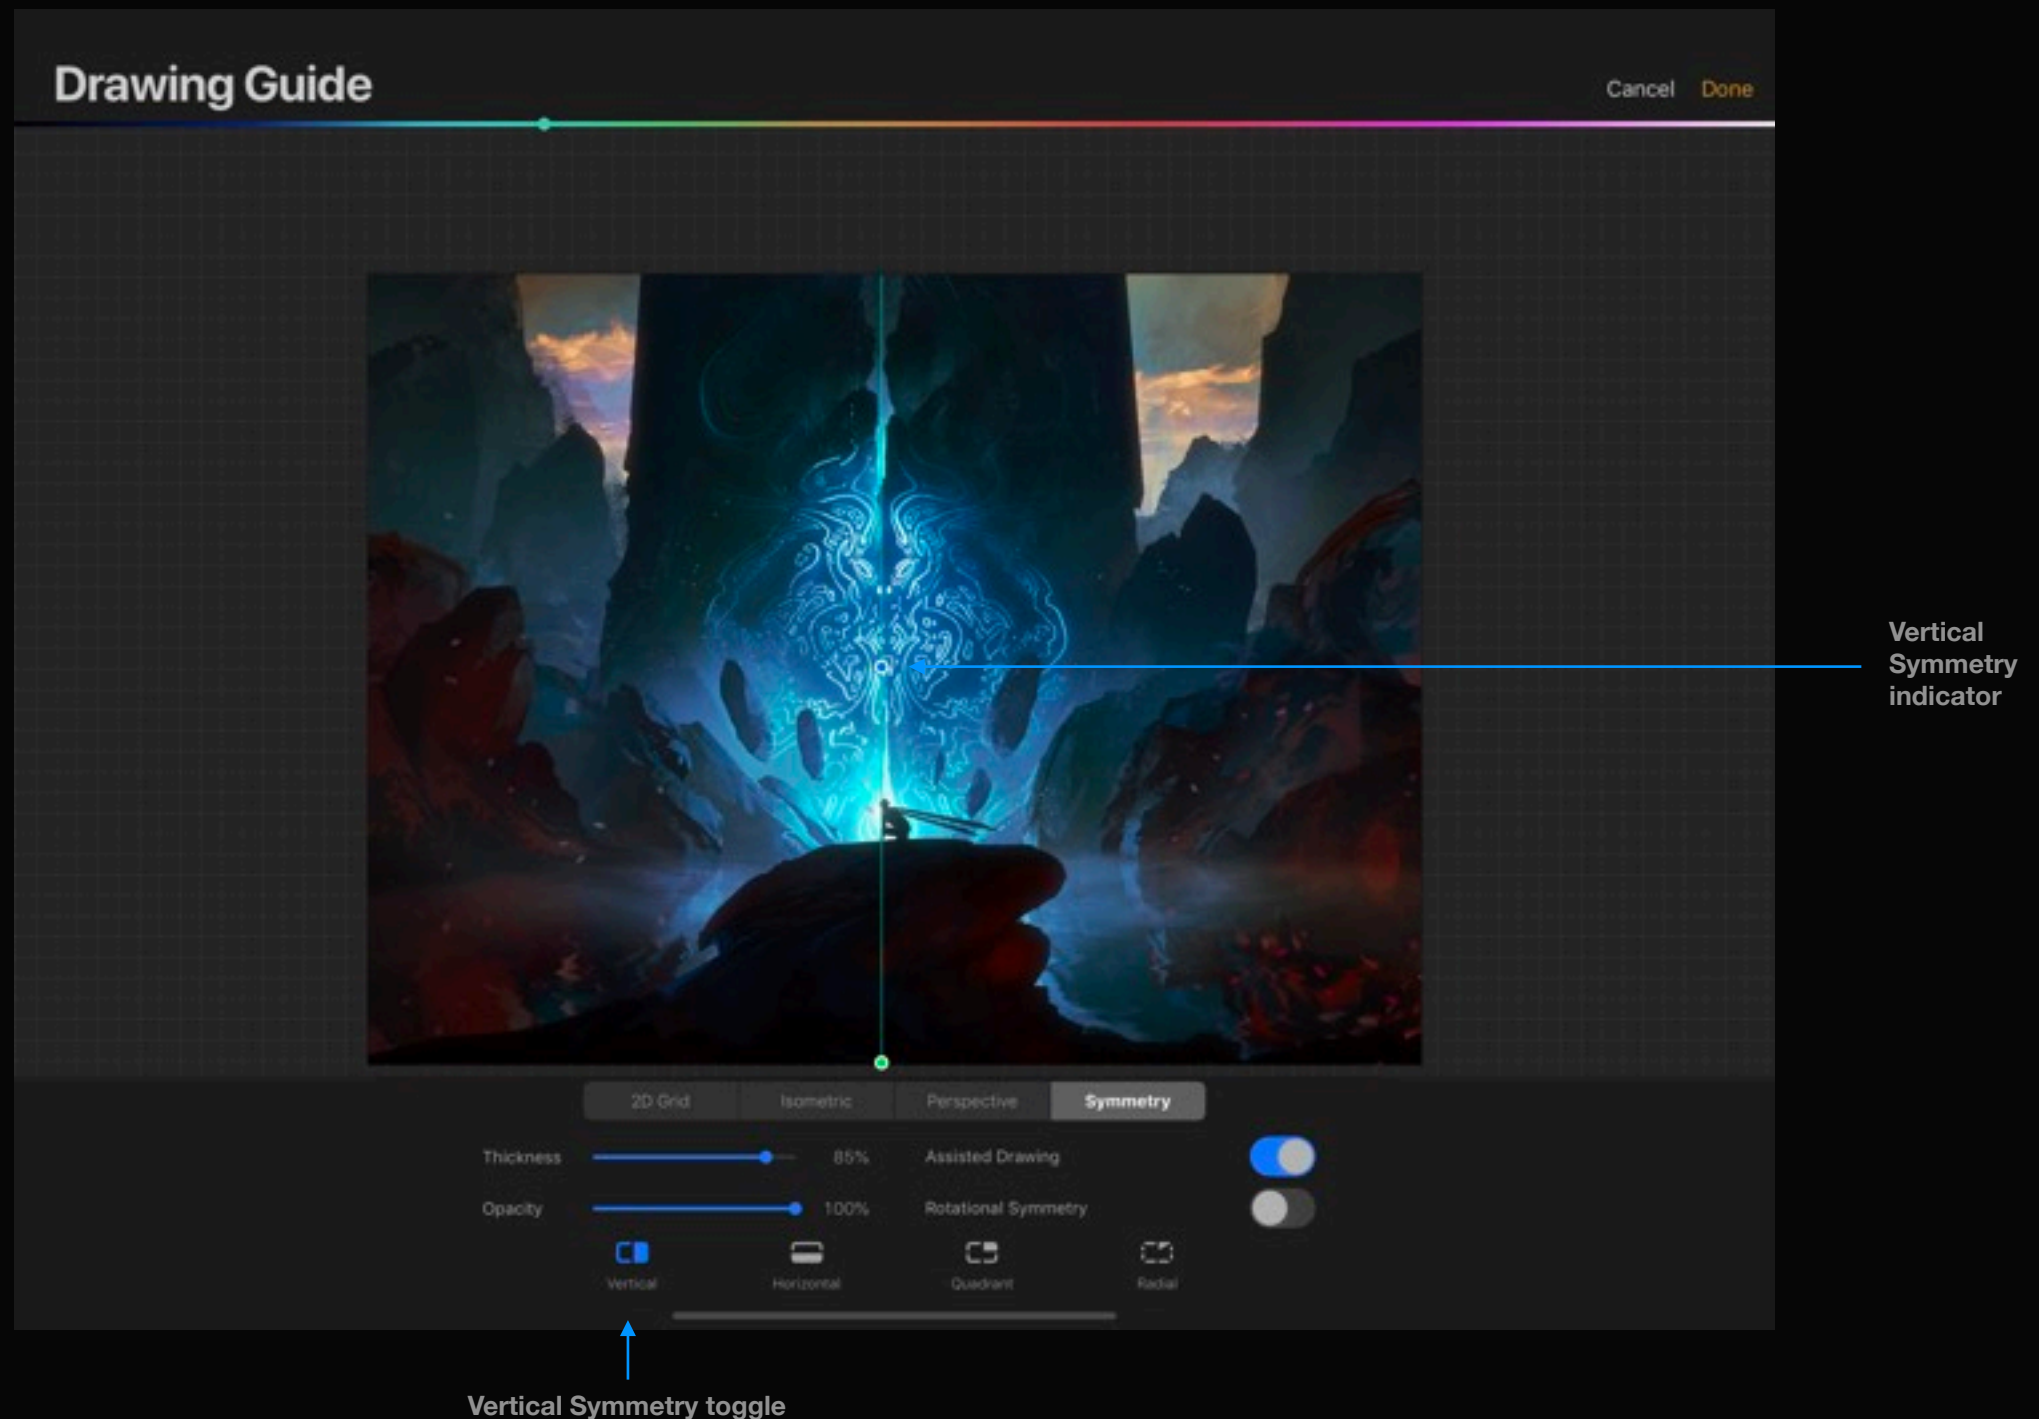 Drawing Guide
Cancel Done
Vertical
Symmetry
indicator
2D Grid Isometric Perspective Symmetry
Thickness 85% Assisted Drawing
Opacity 100% Rotational Symmetry
Vertical Horizontal Quadrant Radial
Vertical Symmetry toggle